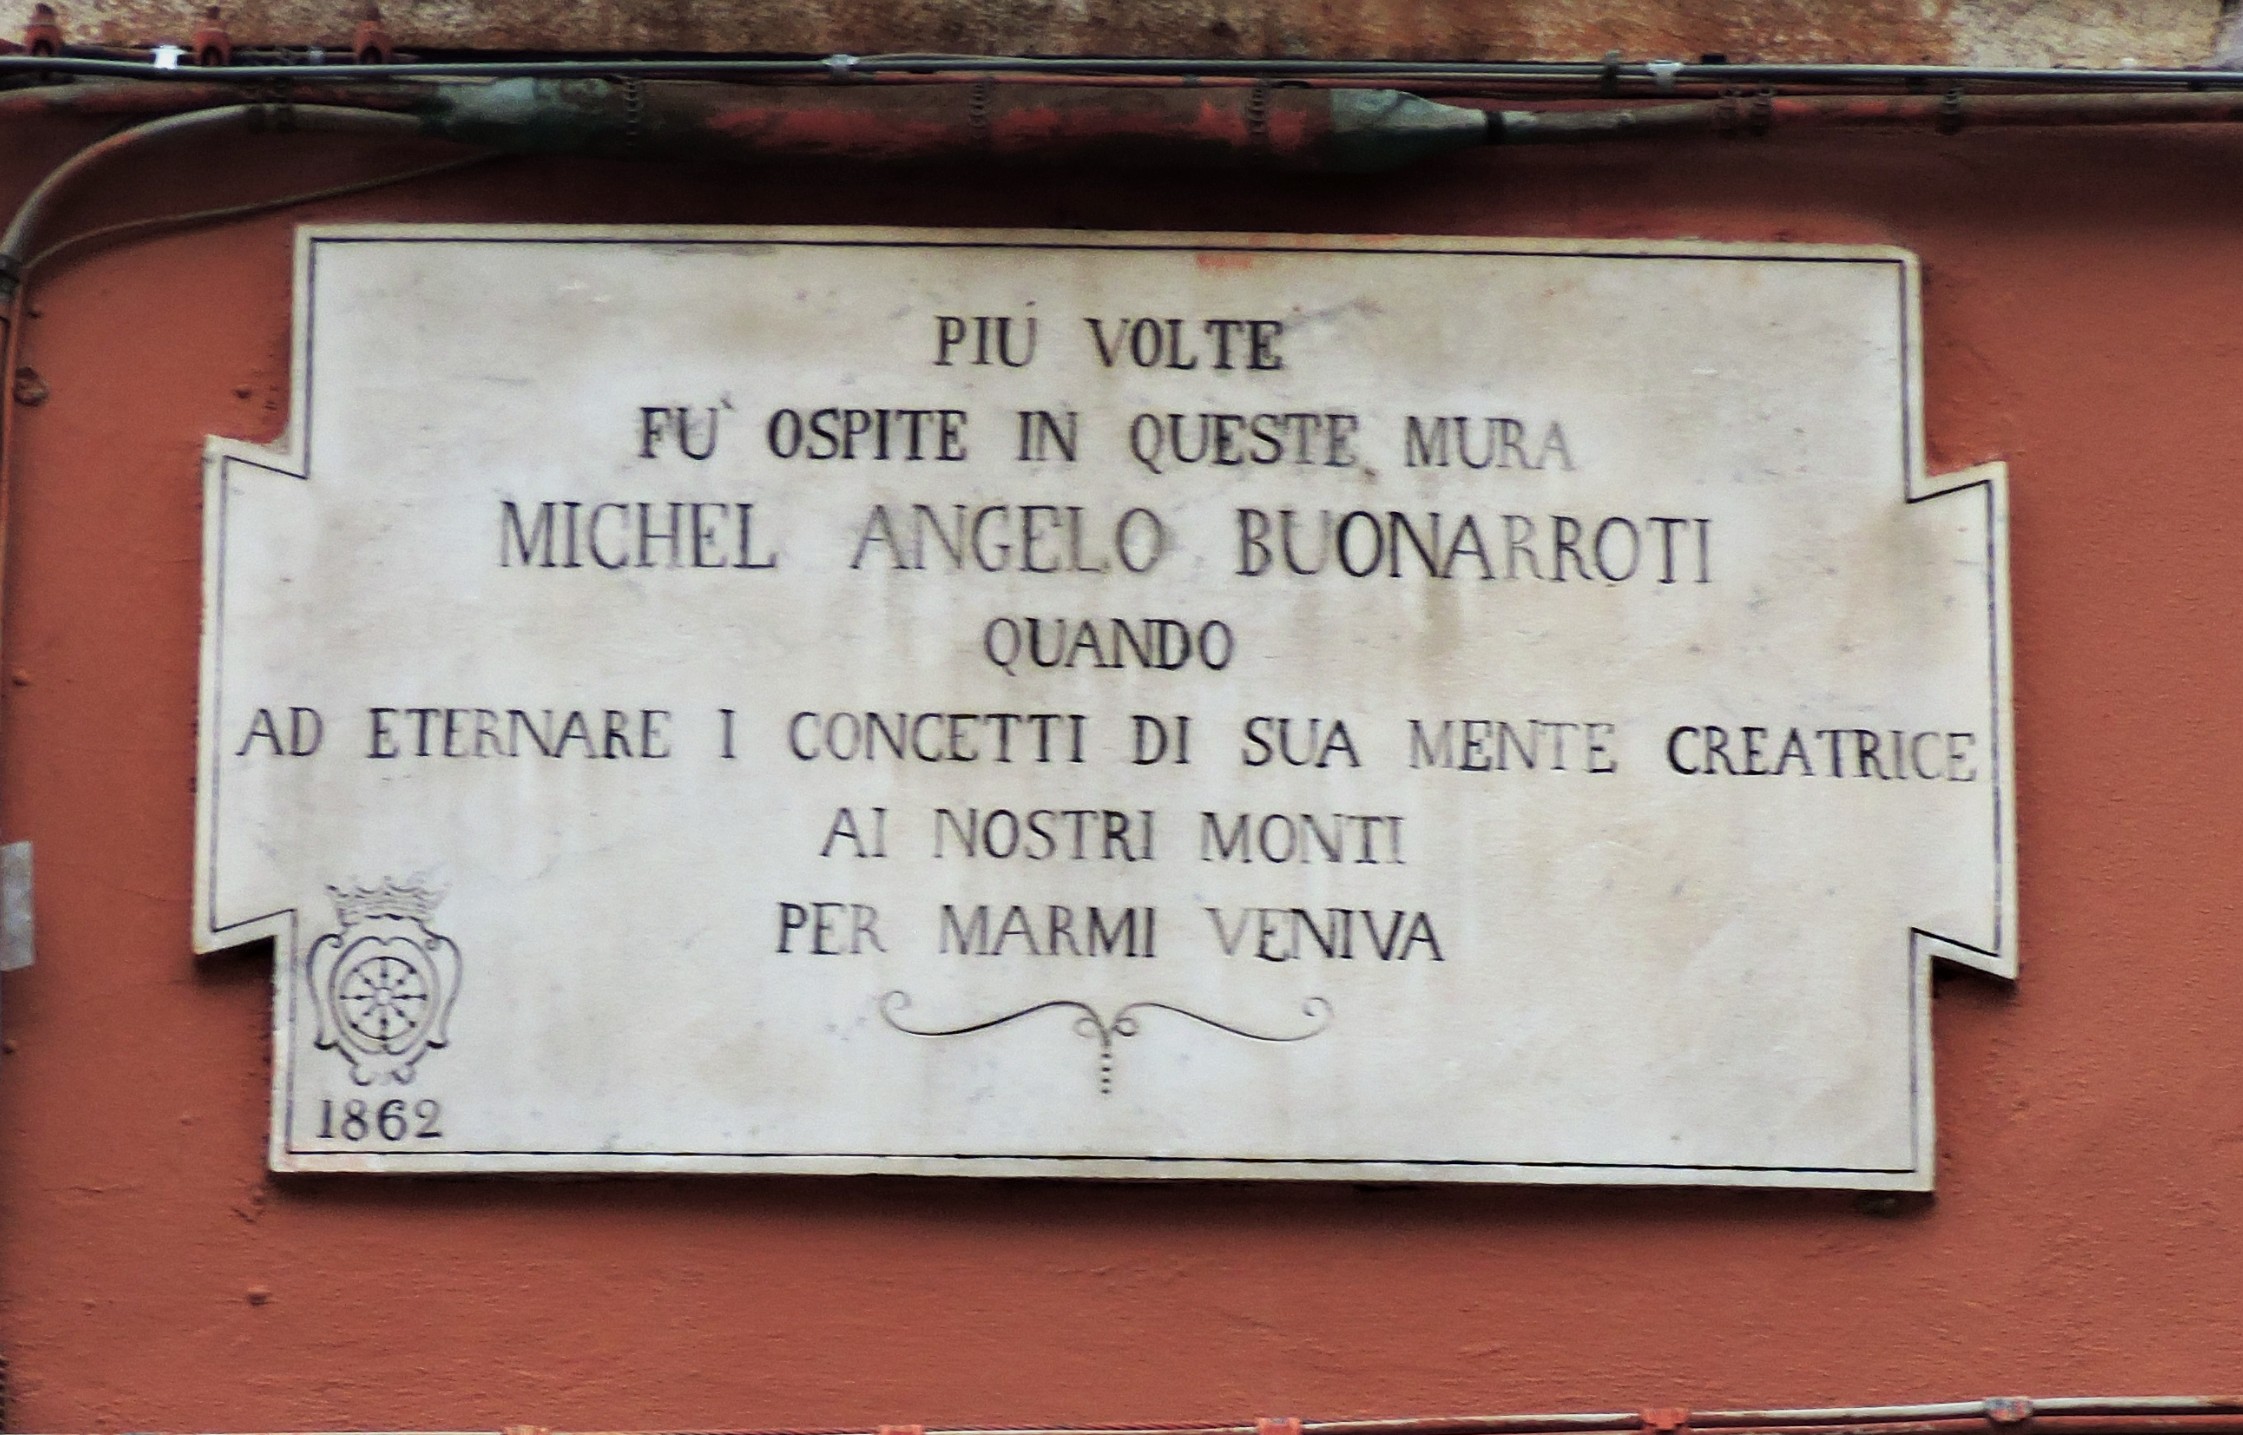 PIÚ VOLTE
FU' OSPITE IN QUESTE MURA
MICHEL ANGELO BUONARROTI
QUANDO
AD ETERNARE I CONCETTI DI SUA MENTE CREATRICE
AI NOSTRI MONTI
PER MARMI VENIVA
1862